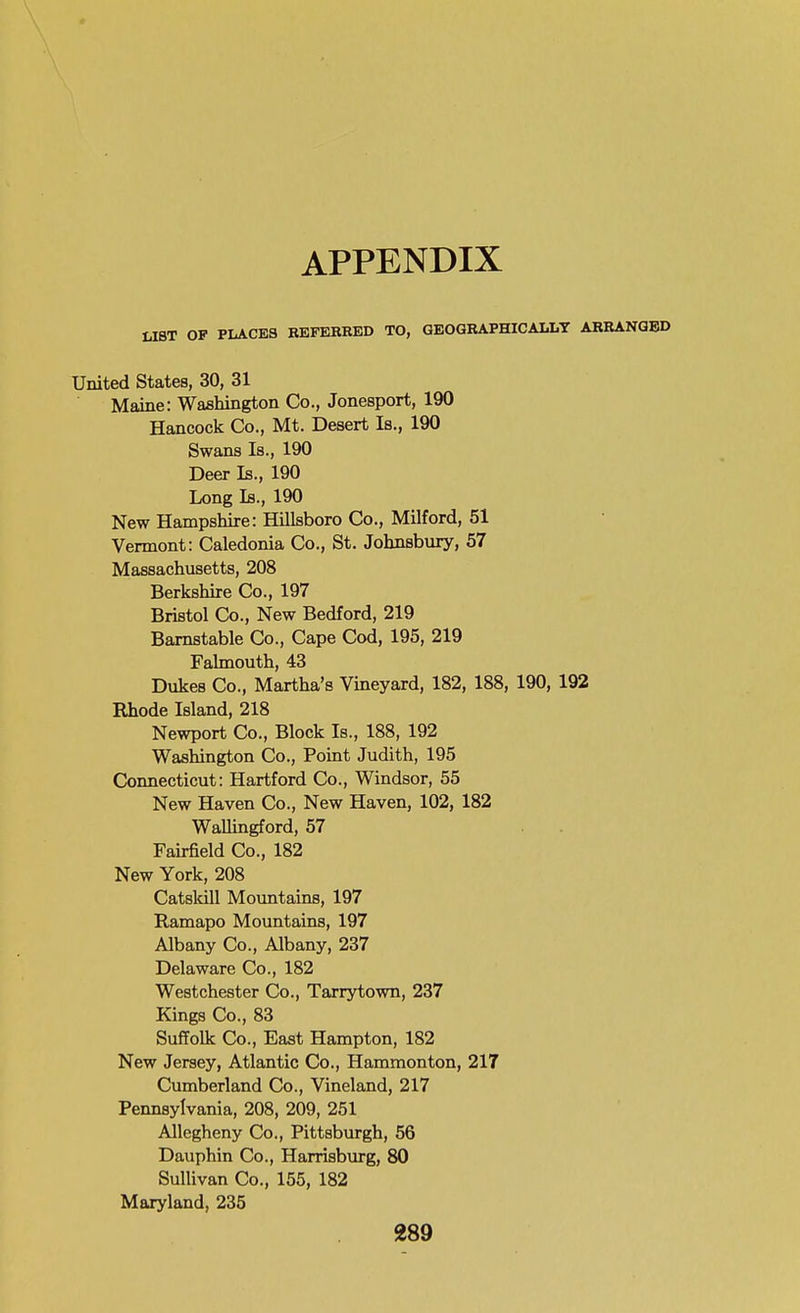 APPENDIX
LIST OF PLACES REFERRED TO, GEOGRAPHICALLY ARRANGED
United States, 30, 31
Maine: Washington Co., Jonesport, 190
Hancock Co., Mt. Desert Is., 190
Swans Is., 190
Deer Is., 190
Long Is., 190
New Hampshire: Hillsboro Co., Milford, 51
Vermont: Caledonia Co., St. Johnsbury, 57
Massachusetts, 208
Berkshire Co., 197
Bristol Co., New Bedford, 219
Barnstable Co., Cape Cod, 195, 219
Falmouth, 43
Dukes Co., Martha's Vineyard, 182, 188, 190, 192
Rhode Island, 218
Newport Co., Block Is., 188, 192
Washington Co., Point Judith, 195
Connecticut: Hartford Co., Windsor, 55
New Haven Co., New Haven, 102, 182
Wallingford, 57
Fairfield Co., 182
New York, 208
Catskill Mountains, 197
Ramapo Mountains, 197
Albany Co., Albany, 237
Delaware Co., 182
Westchester Co., Tarrytown, 237
Kings Co., 83
Suffolk Co., East Hampton, 182
New Jersey, Atlantic Co., Hammonton, 217
Cumberland Co., Vineland, 217
Pennsylvania, 208, 209, 251
Allegheny Co., Pittsburgh, 56
Dauphin Co., Harrisburg, 80
Sullivan Co., 155, 182
Maryland, 235
289